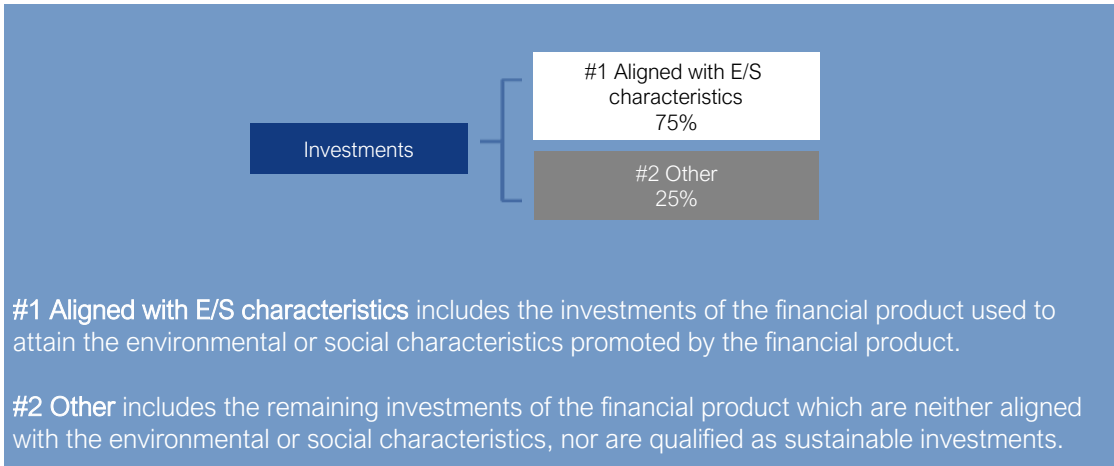 #1 Aligned with E/S
characteristics
75%
Investments
#2 Other
25%
#1 Aligned with E/S characteristics includes the investments of the financial product used to
attain the environmental or social characteristics promoted by the financial product.
#2 Other includes the remaining investments of the financial product which are neither aligned
with the environmental or social characteristics, nor are qualified as sustainable investments.